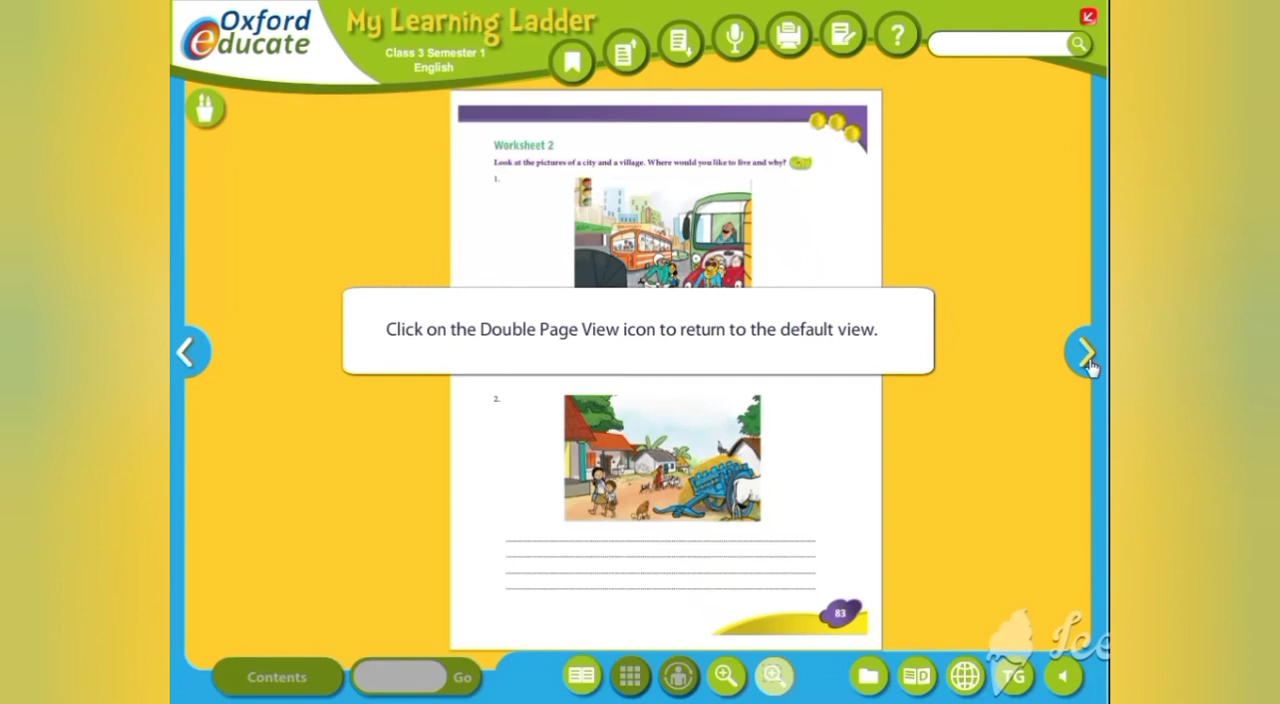 Oxford
educate
My Learning Ladder
Class 3 Semester 1
English
?
Worksheet 2
Look at the pictures of a city and a village. Where would you like to live and why?
1.
Click on the Double Page View icon to return to the default view.
2.
83
Ice
Contents
Go
D
TG